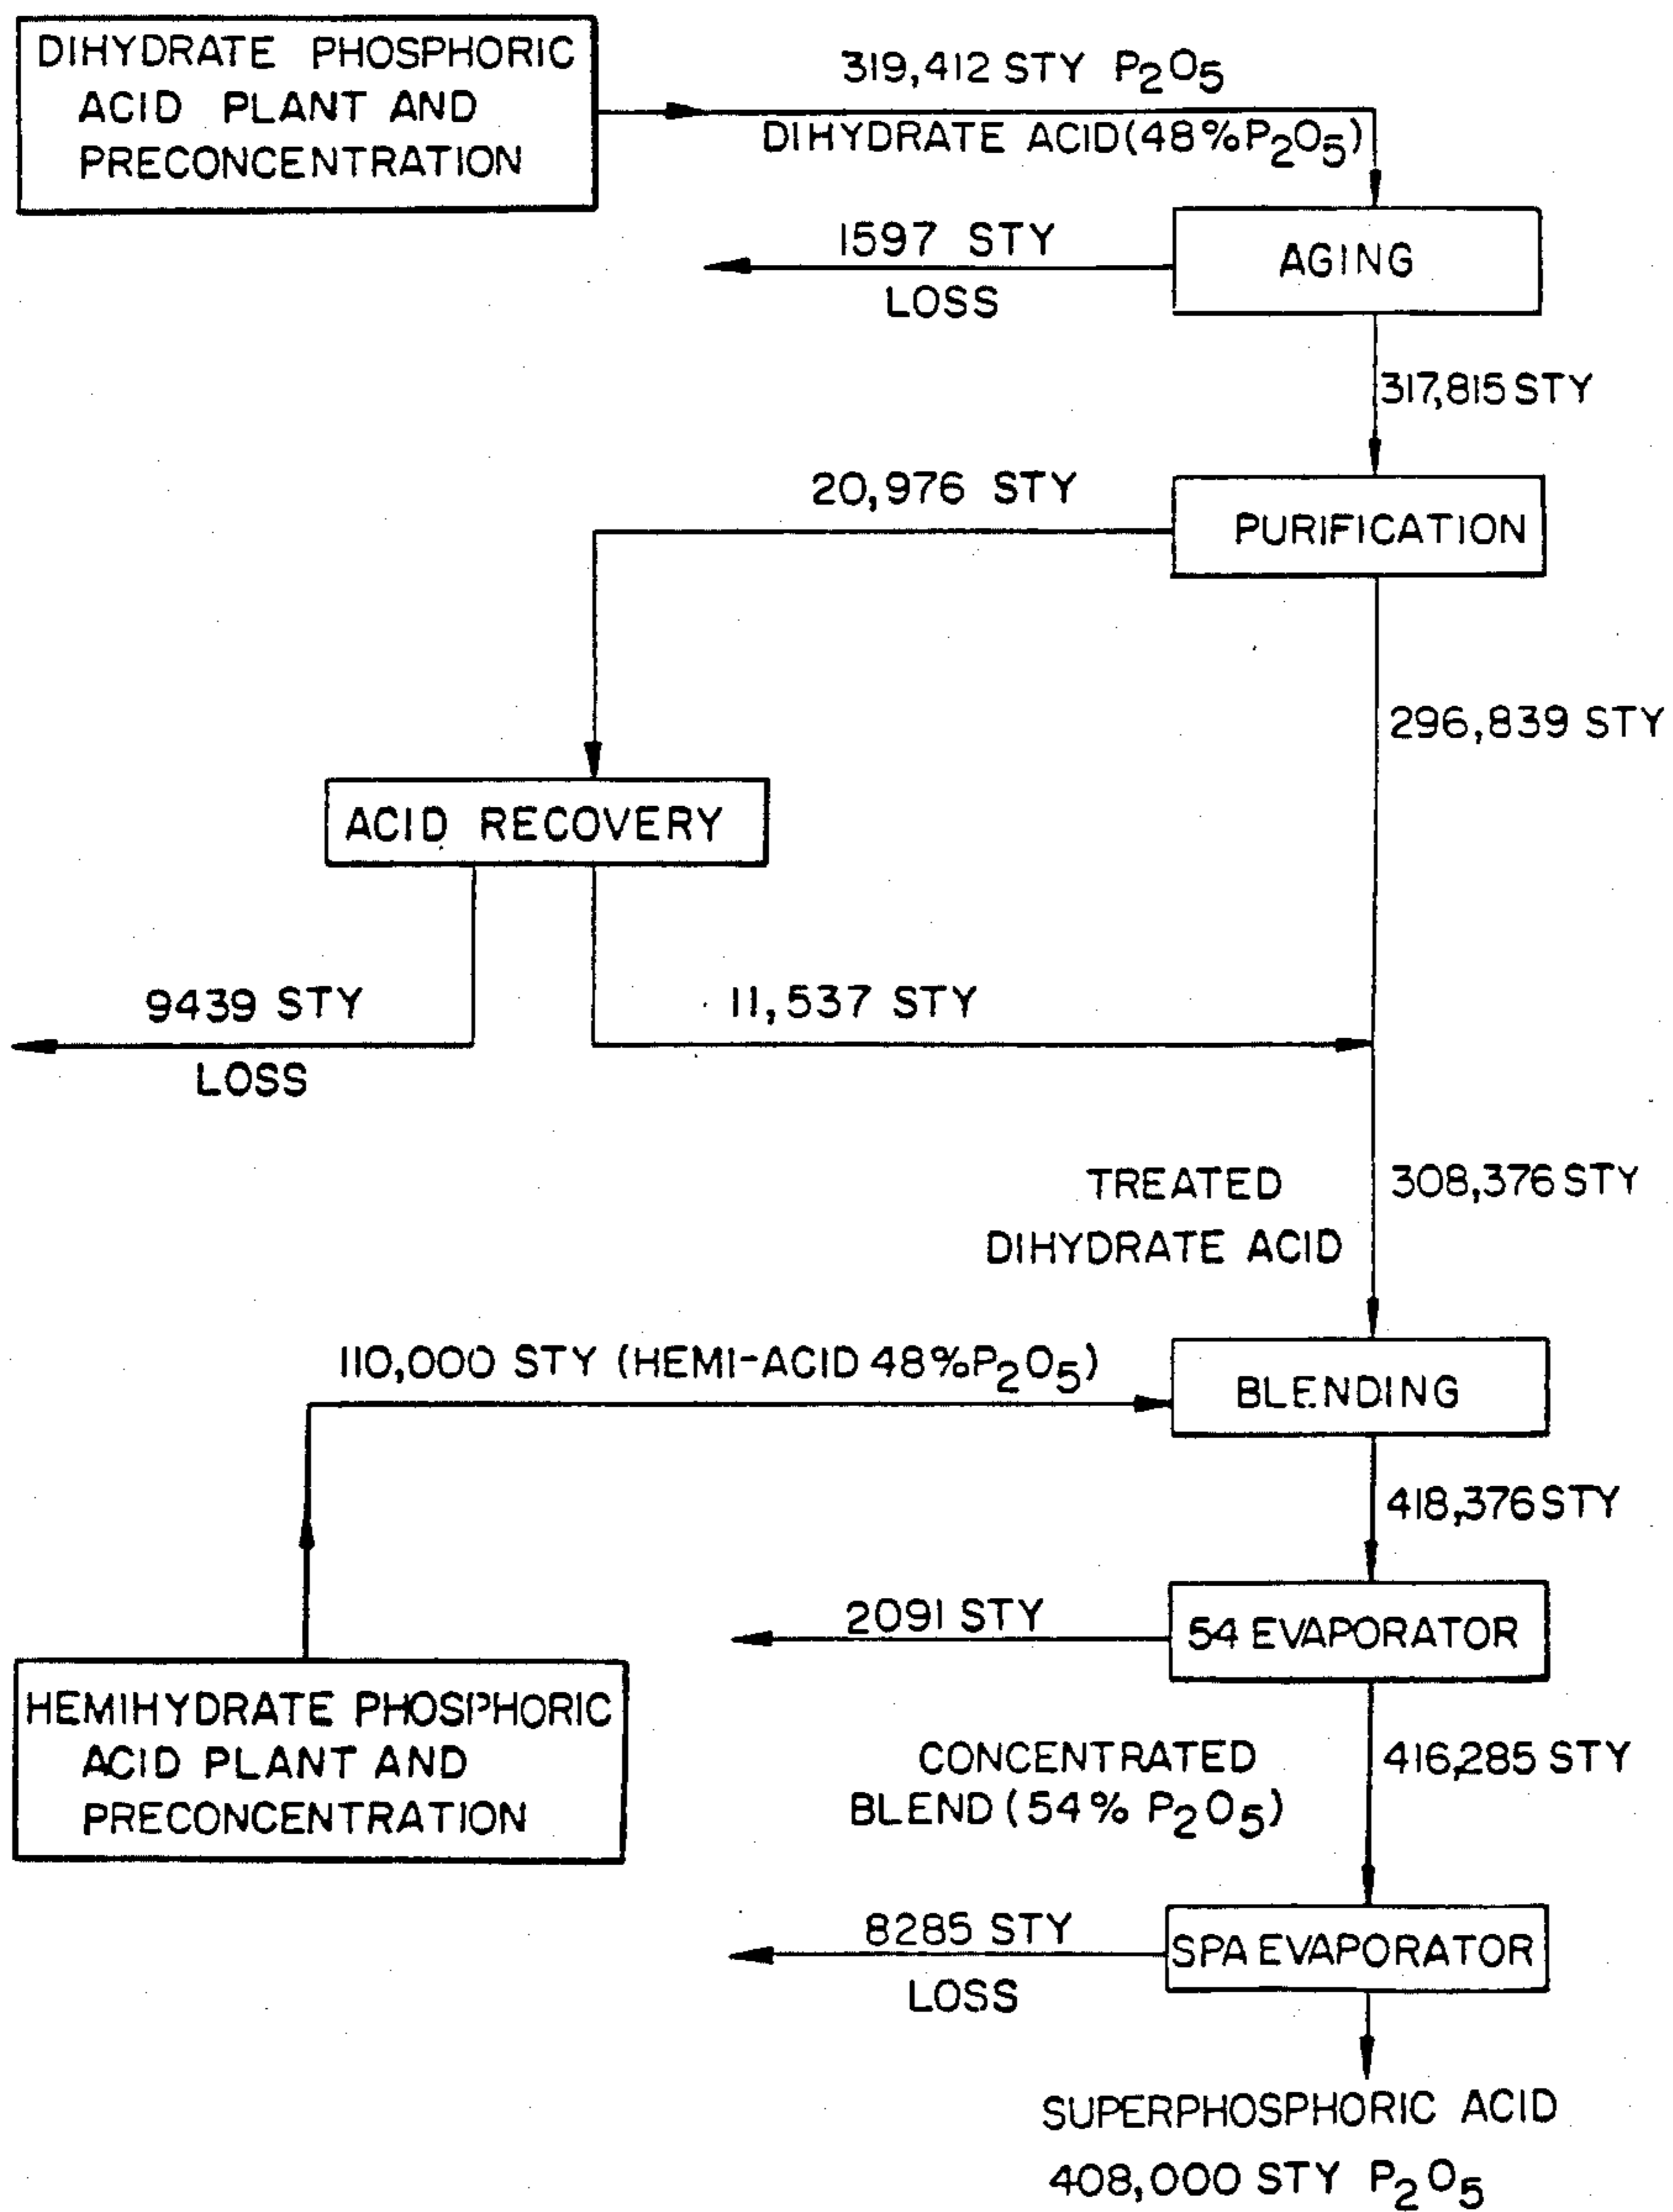 DIHYDRATE PHOSPHORIC
ACID PLANT AND
PRECONCENTRATION
319,412 STY P₂O₅
DIHYDRATE ACID (48% P₂O₅)
1597 STY
LOSS
AGING
317,815 STY
20,976 STY
PURIFICATION
296,839 STY
ACID RECOVERY
9439 STY
LOSS
11,537 STY
TREATED
DIHYDRATE ACID
308,376 STY
110,000 STY (HEMI-ACID 48% P₂O₅)
BLENDING
418,376 STY
2091 STY
54 EVAPORATOR
HEMIHYDRATE PHOSPHORIC
ACID PLANT AND
PRECONCENTRATION
CONCENTRATED
BLEND (54% P₂O₅)
416,285 STY
8285 STY
LOSS
SPA EVAPORATOR
SUPERPHOSPHORIC ACID
408,000 STY P₂O₅